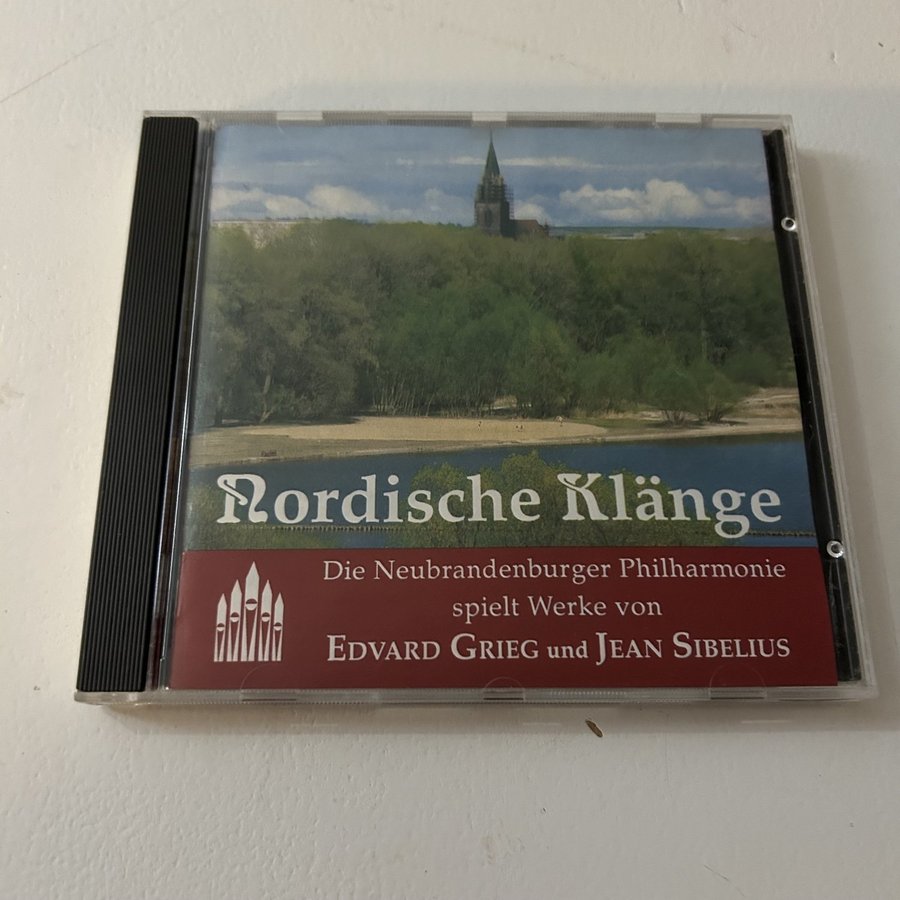 Nordische Klänge
Die Neubrandenburger Philharmonie
spielt Werke von
EDVARD GRIEG und JEAN SIBELIUS